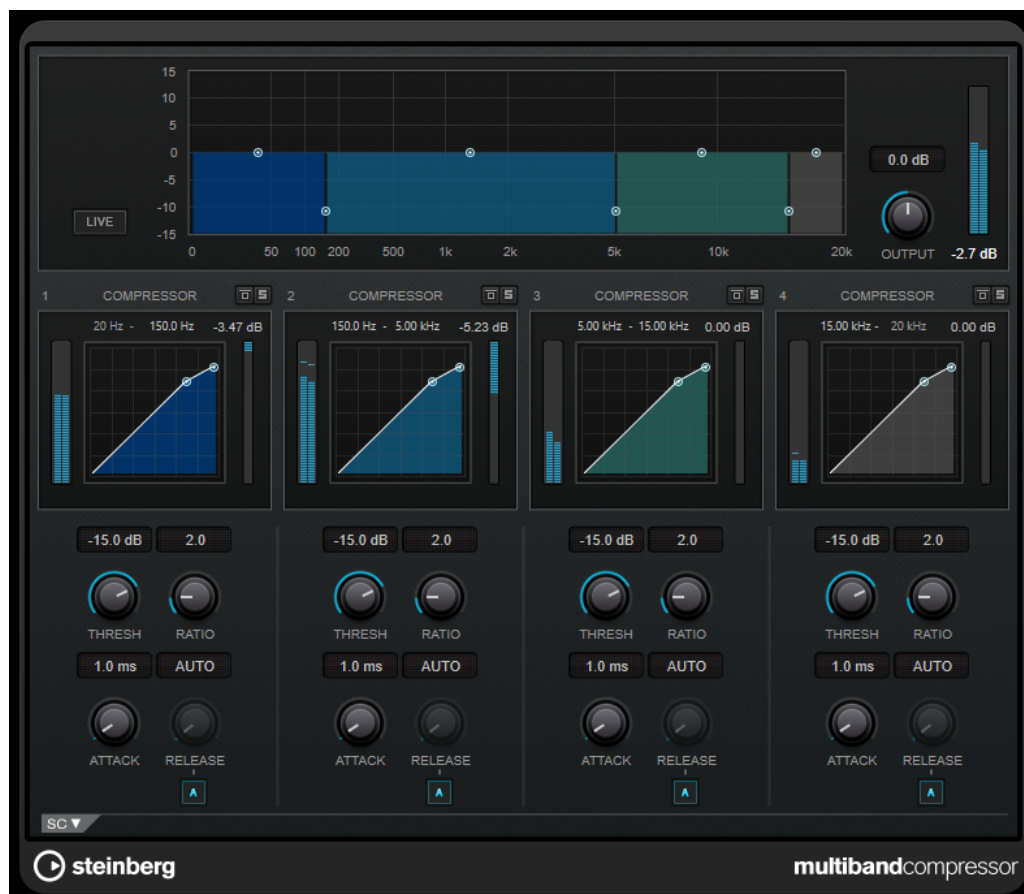 15
10
5
0
-5
-10
-15
0 50 100 200 500 1k 2k 5k 10k 20k
LIVE
0.0 dB
OUTPUT -2.7 dB
1 COMPRESSOR S 2 COMPRESSOR S 3 COMPRESSOR S 4 COMPRESSOR S
20 Hz - 150.0 Hz -3.47 dB 150.0 Hz - 5.00 kHz -5.23 dB 5.00 kHz - 15.00 kHz 0.00 dB 15.00 kHz - 20 kHz 0.00 dB
-15.0 dB 2.0 -15.0 dB 2.0 -15.0 dB 2.0 -15.0 dB 2.0
THRESH RATIO THRESH RATIO THRESH RATIO THRESH RATIO
1.0 ms AUTO 1.0 ms AUTO 1.0 ms AUTO 1.0 ms AUTO
ATTACK RELEASE ATTACK RELEASE ATTACK RELEASE ATTACK RELEASE
A A A A
SC ▼
steinberg multibandcompressor